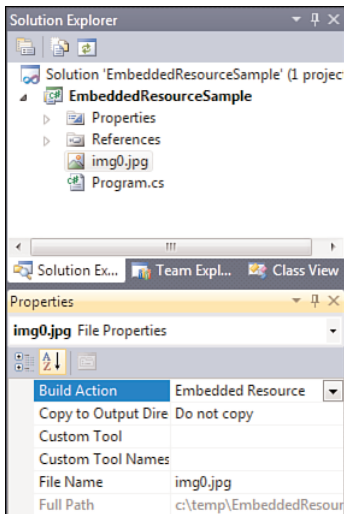 Solution Explorer
Solution 'EmbeddedResourceSample' (1 projec
EmbeddedResourceSample
Properties
References
img0.jpg
Program.cs
Solution Ex... Team Expl... Class View
Properties
img0.jpg File Properties
Build Action Embedded Resource
Copy to Output Dire Do not copy
Custom Tool
Custom Tool Names
File Name img0.jpg
Full Path c:\temp\EmbeddedResour